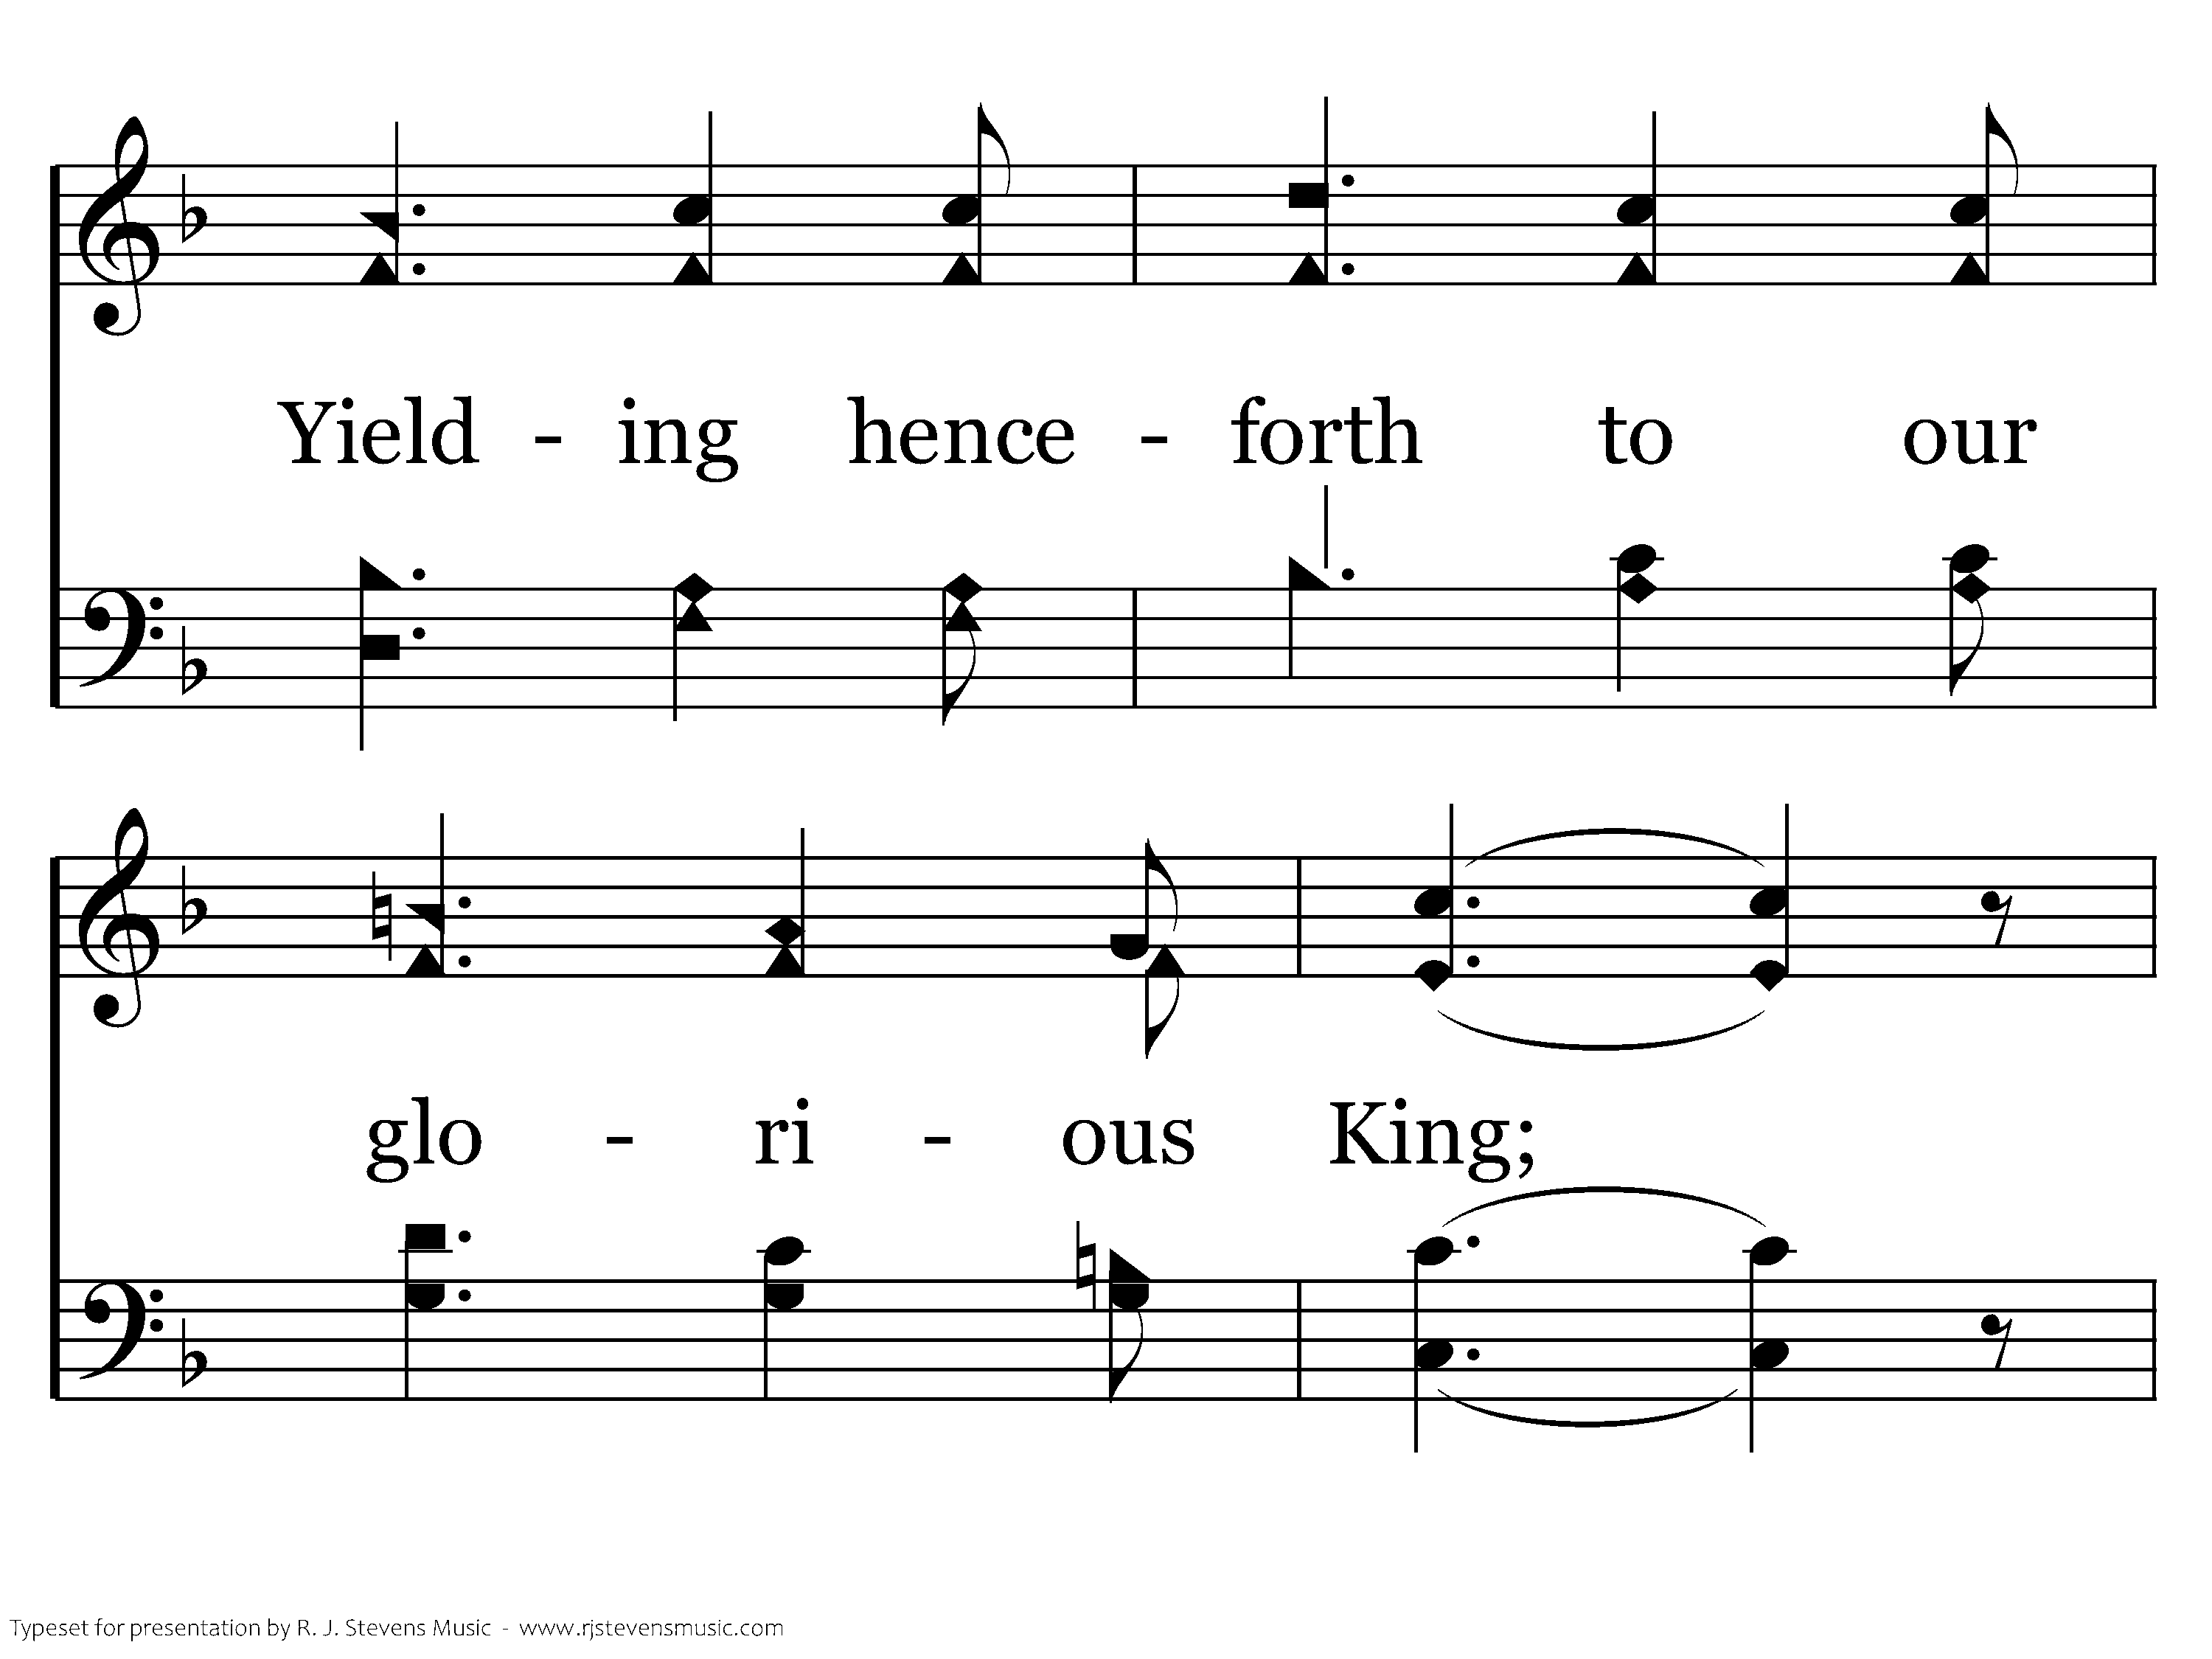 Yield - ing hence - forth to our
glo - ri - ous King;
Typeset for presentation by R. J. Stevens Music - www.rjstevensmusic.com